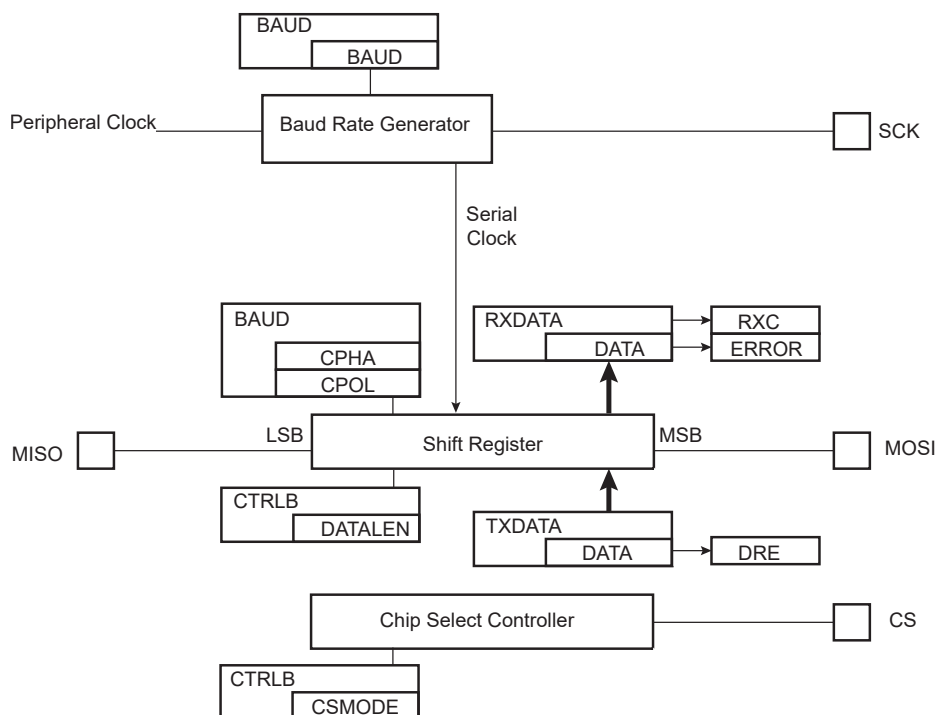 BAUD
BAUD
Peripheral Clock
Baud Rate Generator
SCK
Serial
Clock
BAUD
CPHA
CPOL
RXDATA
DATA
RXC
ERROR
MISO
LSB
Shift Register
MSB
MOSI
CTRLB
DATALEN
TXDATA
DATA
DRE
Chip Select Controller
CS
CTRLB
CSMODE